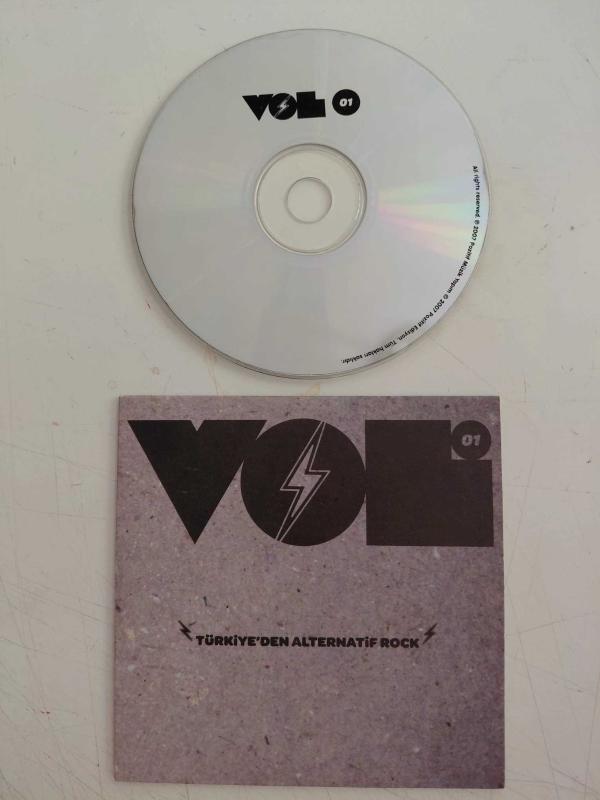 VOL 01
All rights reserved ℗ 2007 Pozitif Müzik Yapım © 2007 Pozitif Edisyon. Tüm hakları saklıdır.
VOL 01
TÜRKİYE'DEN ALTERNATİF ROCK